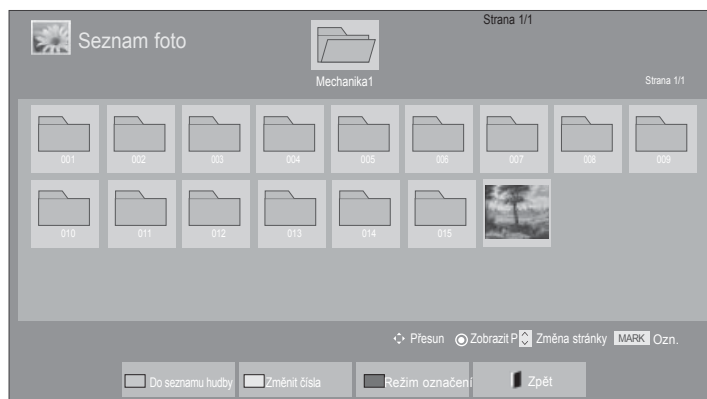 Strana 1/1
Seznam foto
Mechanika1
Strana 1/1
001 002 003 004 005 006 007 008 009
010 011 012 013 014 015
Přesun Zobrazit P Změna stránky MARK Ozn.
Do seznamu hudby Změnit čísla Režim označení Zpět